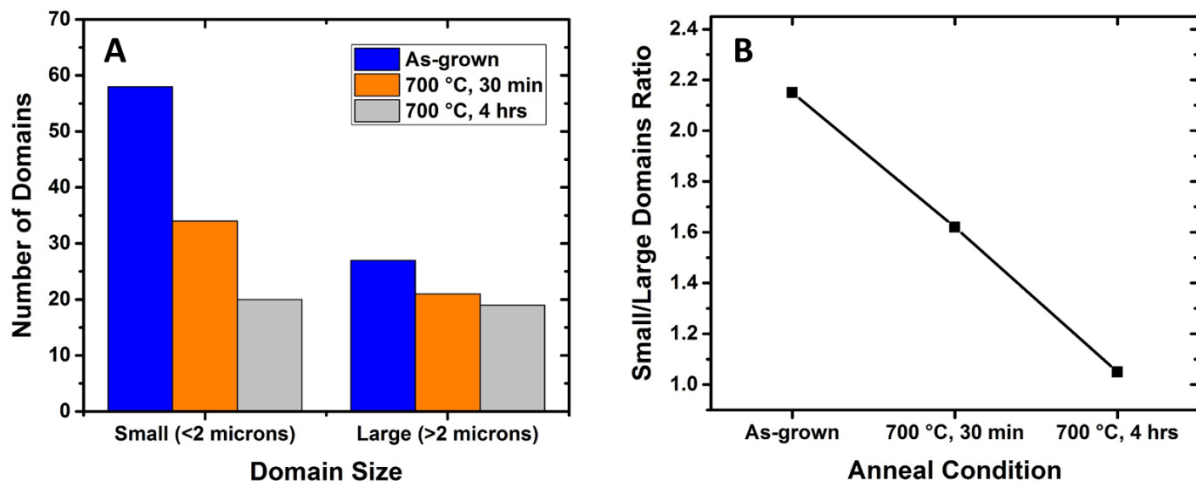 A
As-grown
700 °C, 30 min
700 °C, 4 hrs
Number of Domains
70
60
50
40
30
20
10
0
Small (<2 microns)
Large (>2 microns)
Domain Size
B
Small/Large Domains Ratio
2.4
2.2
2.0
1.8
1.6
1.4
1.2
1.0
As-grown
700 °C, 30 min
700 °C, 4 hrs
Anneal Condition